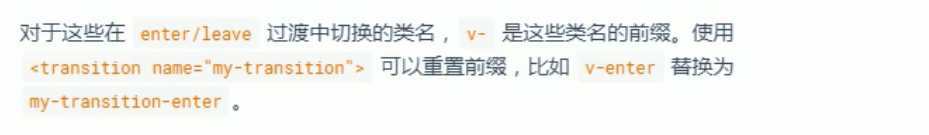 对于这些在 enter/leave 过渡中切换的类名，v- 是这些类名的前缀。使用
<transition name="my-transition"> 可以重置前缀，比如 v-enter 替换为
my-transition-enter。